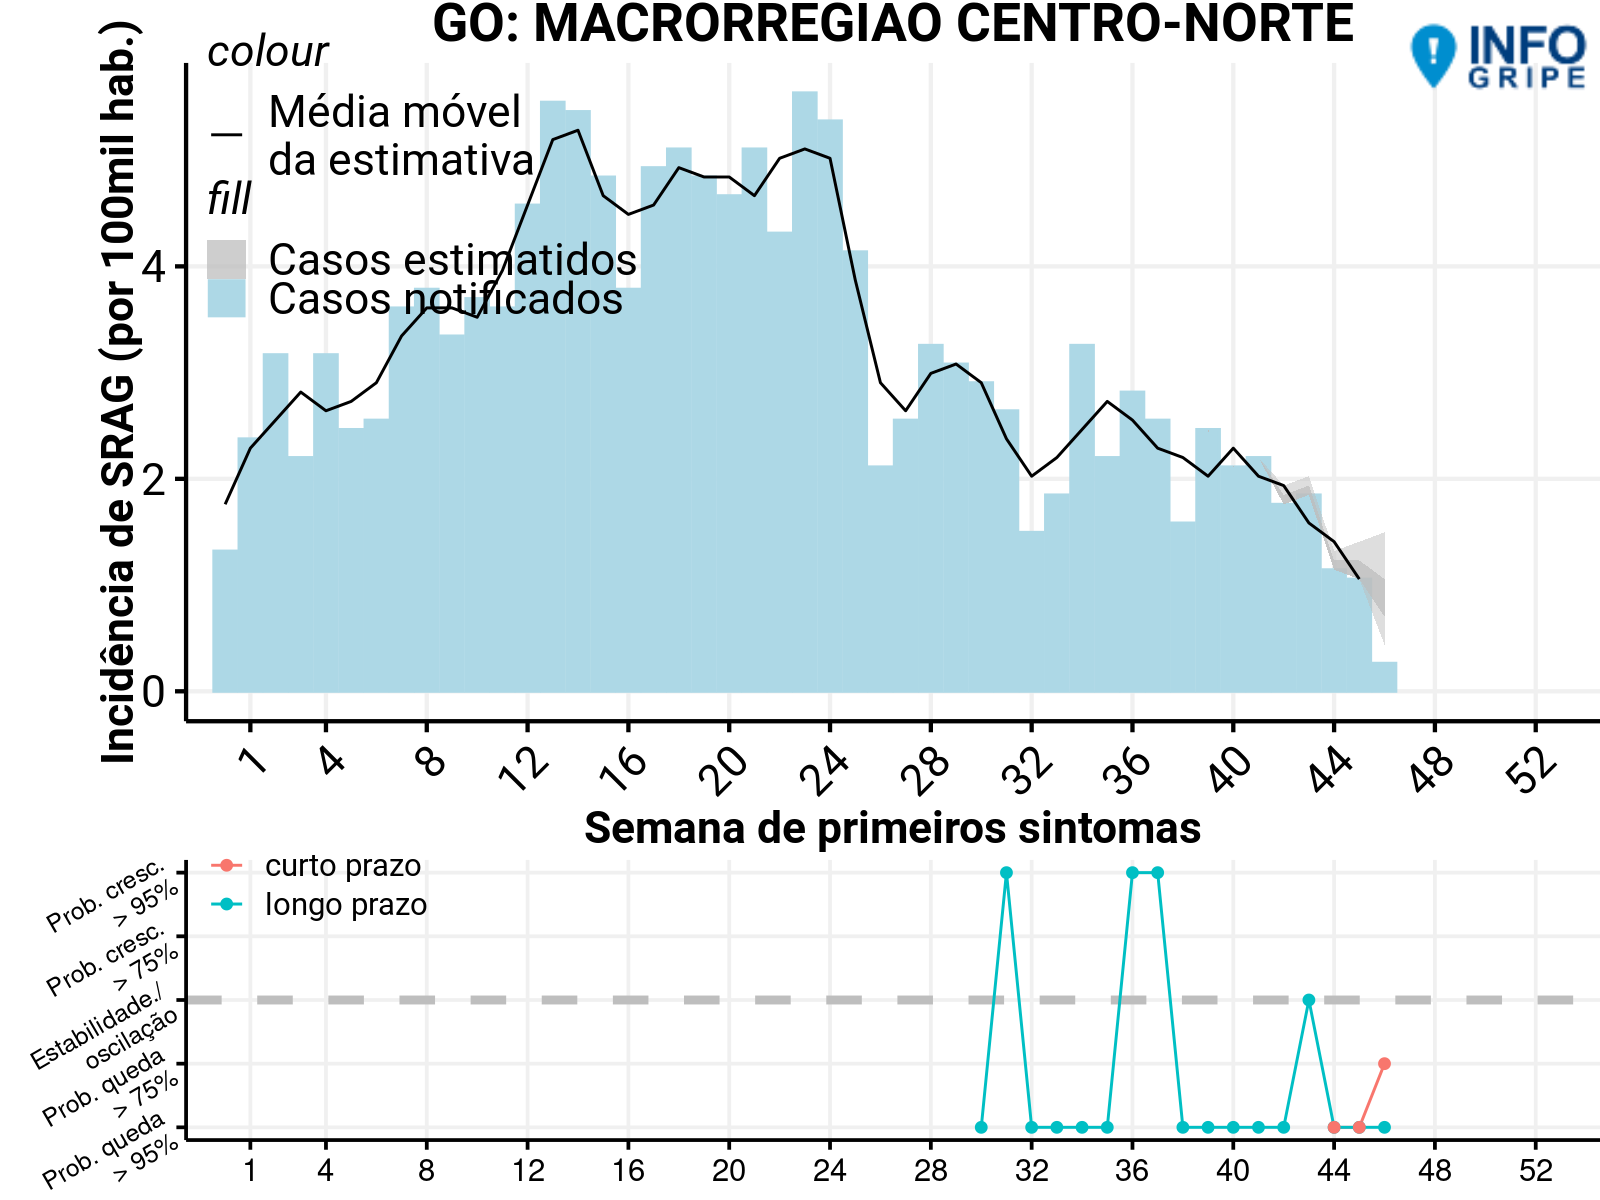 GO: MACRORREGIAO CENTRO-NORTE
INFO
GRIPE
colour
Média móvel
da estimativa
fill
Casos estimatidos
Casos notificados
Incidência de SRAG (por 100mil hab.)
4
2
0
1 4 8 12 16 20 24 28 32 36 40 44 48 52
Semana de primeiros sintomas
curto prazo
longo prazo
Prob. cresc.
> 95%
Prob. cresc.
> 75%
Estabilidade./
oscilação
Prob. queda
> 75%
Prob. queda
> 95%
1 4 8 12 16 20 24 28 32 36 40 44 48 52